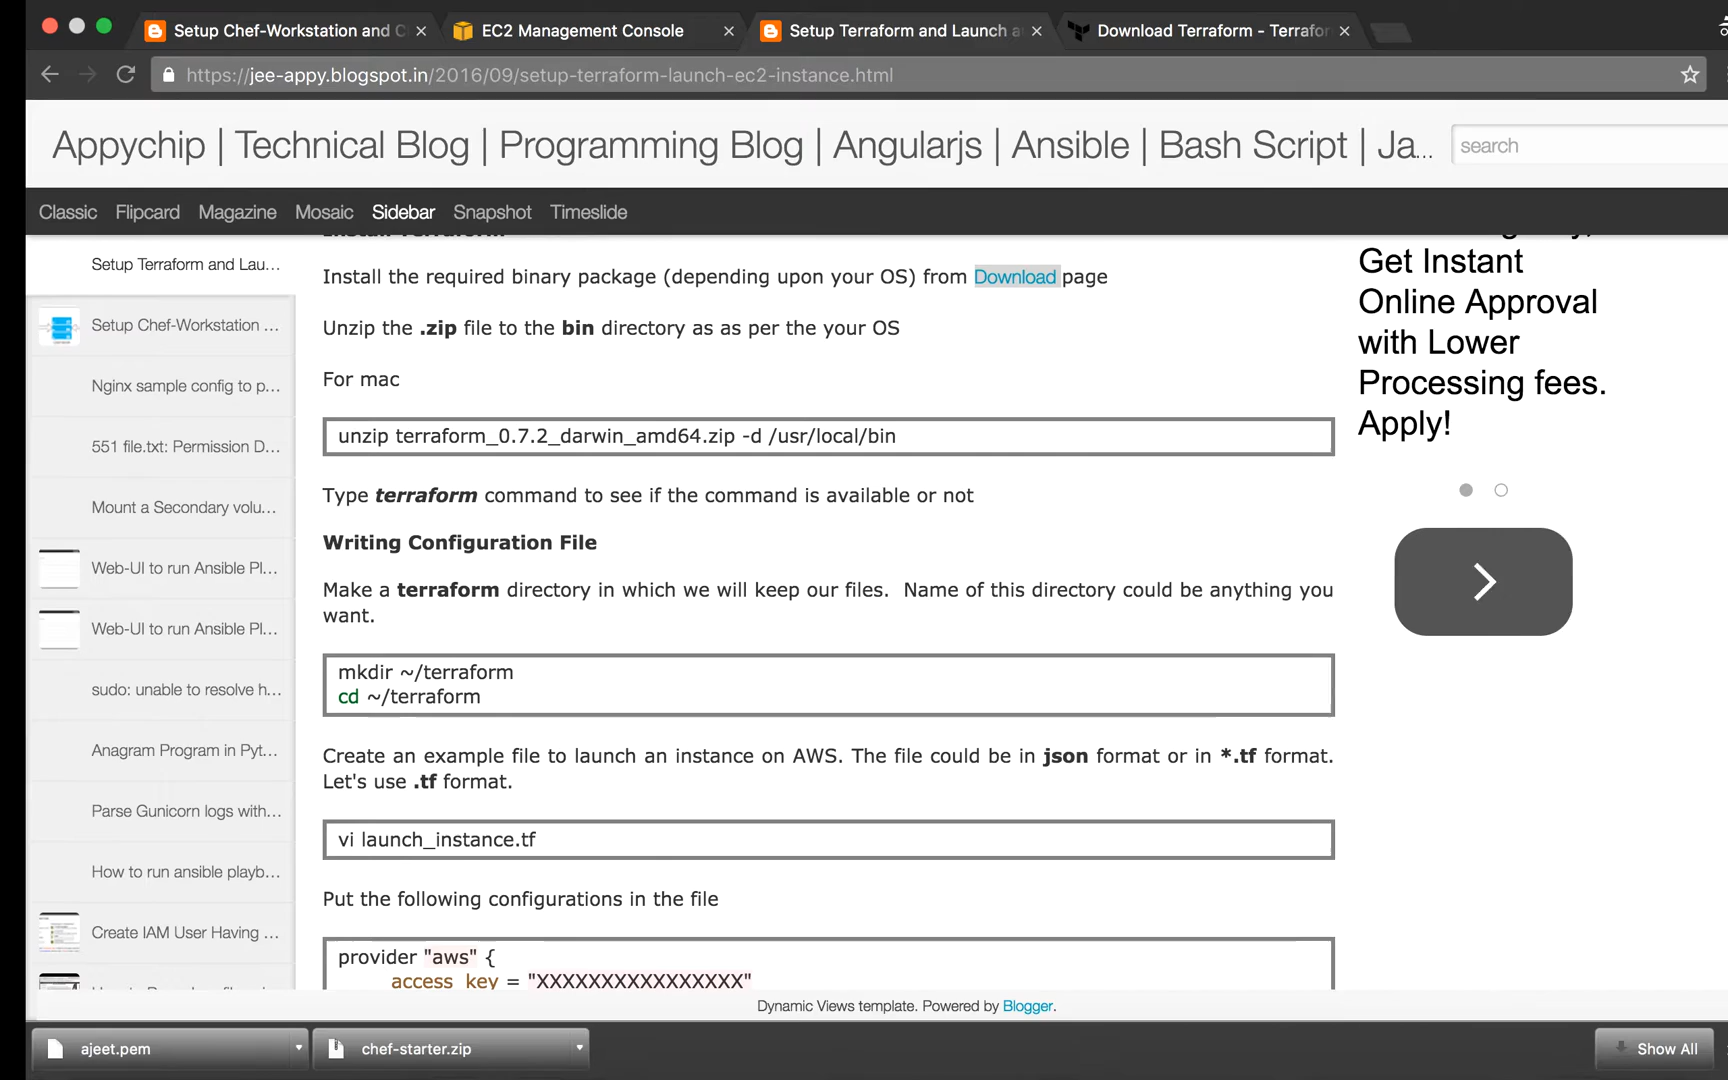 Setup Chef-Workstation and C
EC2 Management Console
Setup Terraform and Launch a
Download Terraform - Terrafor
https://jee-appy.blogspot.in/2016/09/setup-terraform-launch-ec2-instance.html
Appychip | Technical Blog | Programming Blog | Angularjs | Ansible | Bash Script | Ja...
search
Classic Flipcard Magazine Mosaic Sidebar Snapshot Timeslide
Setup Terraform and Lau...
Setup Chef-Workstation ...
Nginx sample config to p...
551 file.txt: Permission D...
Mount a Secondary volu...
Web-UI to run Ansible Pl...
Web-UI to run Ansible Pl...
sudo: unable to resolve h...
Anagram Program in Pyt...
Parse Gunicorn logs with...
How to run ansible playb...
Create IAM User Having ...
Install Terraform
Install the required binary package (depending upon your OS) from Download page
Unzip the .zip file to the bin directory as as per the your OS
For mac
unzip terraform_0.7.2_darwin_amd64.zip -d /usr/local/bin
Type terraform command to see if the command is available or not
Writing Configuration File
Make a terraform directory in which we will keep our files. Name of this directory could be anything you
want.
mkdir ~/terraform
cd ~/terraform
Create an example file to launch an instance on AWS. The file could be in json format or in *.tf format.
Let's use .tf format.
vi launch_instance.tf
Put the following configurations in the file
provider "aws" {
access_key = "XXXXXXXXXXXXXXXX"
Get Instant
Online Approval
with Lower
Processing fees.
Apply!
Dynamic Views template. Powered by Blogger.
ajeet.pem
chef-starter.zip
Show All